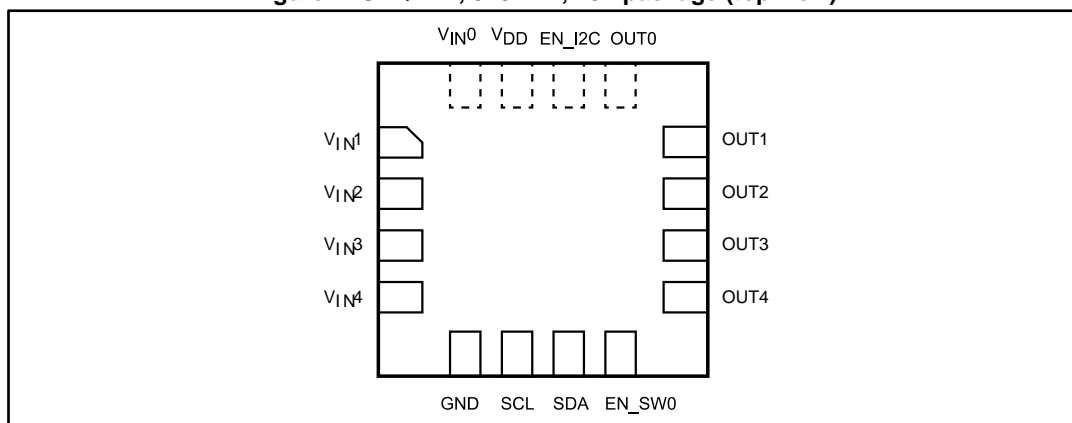 VIN0 VDD EN_I2C OUT0
VIN1 OUT1
VIN2 OUT2
VIN3 OUT3
VIN4 OUT4
GND SCL SDA EN_SW0